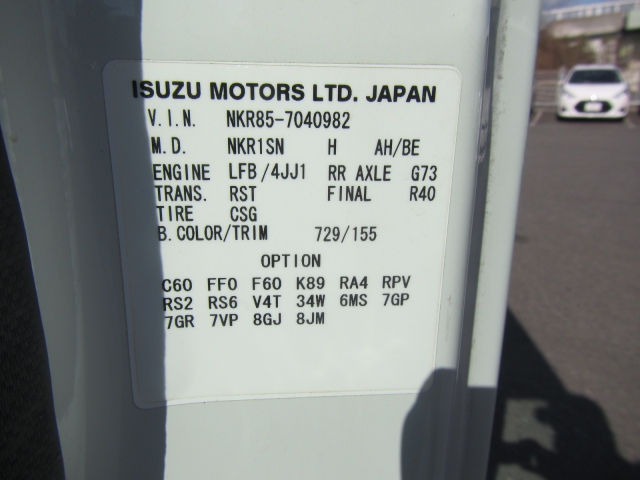 ISUZU MOTORS LTD. JAPAN
V.I.N. NKR85-7040982
M.D. NKR1SN H AH/BE
ENGINE LFB/4JJ1 RR AXLE G73
TRANS. RST FINAL R40
TIRE CSG
B.COLOR/TRIM 729/155
OPTION
C60 FF0 F60 K89 RA4 RPV
RS2 RS6 V4T 34W 6MS 7GP
7GR 7VP 8GJ 8JM